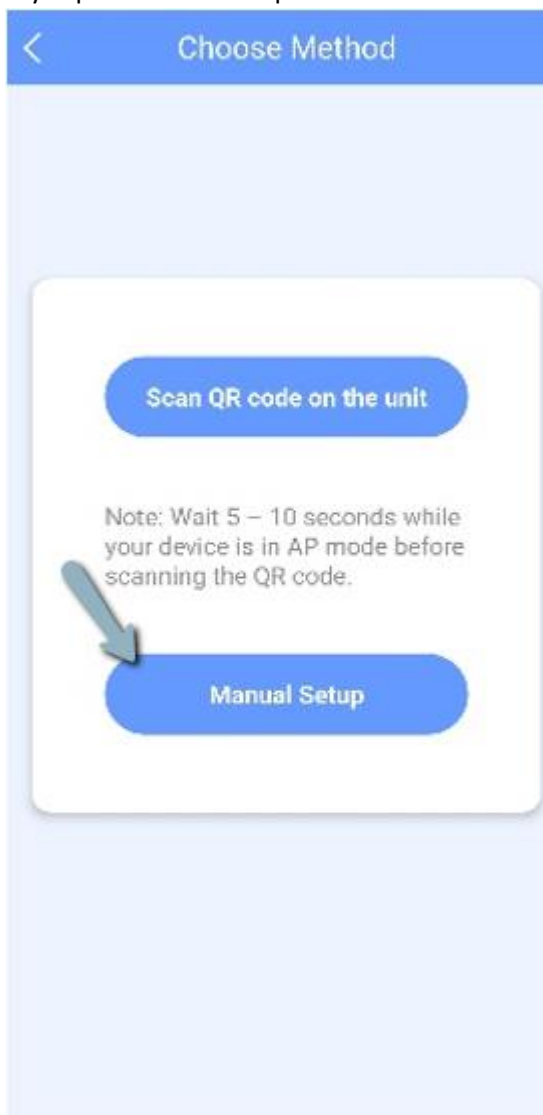 Choose Method
Scan QR code on the unit
Note: Wait 5 – 10 seconds while
your device is in AP mode before
scanning the QR code.
Manual Setup